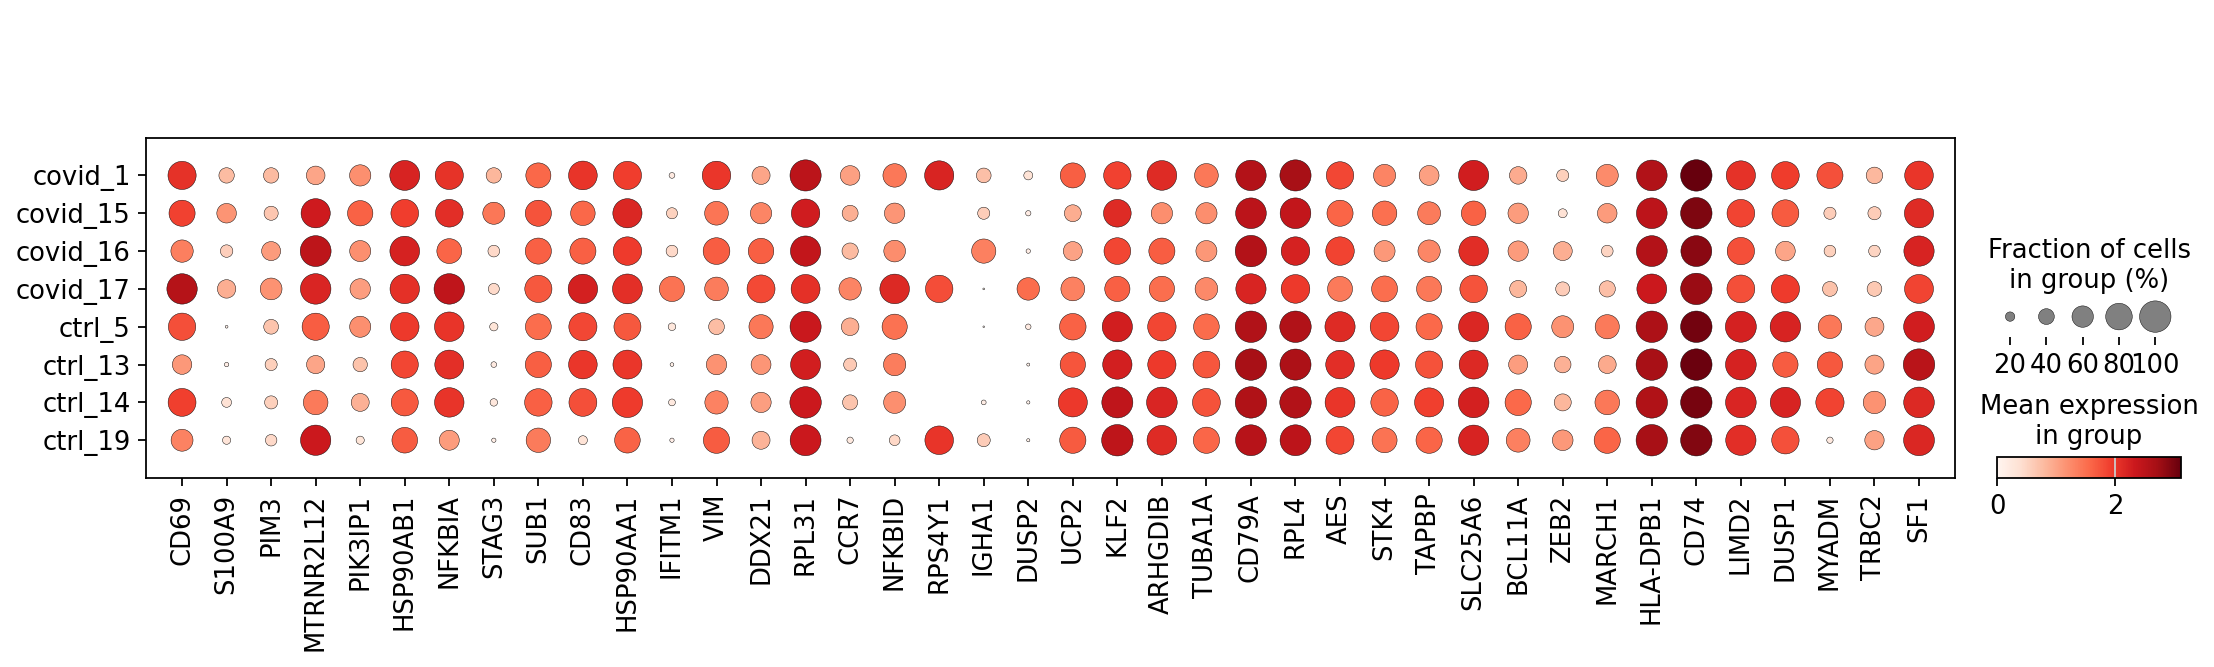 covid_1
covid_15
covid_16
covid_17
ctrl_5
ctrl_13
ctrl_14
ctrl_19
CD69
S100A9
PIM3
MTRNR2L12
PIK3IP1
HSP90AB1
NFKBIA
STAG3
SUB1
CD83
HSP90AA1
IFITM1
VIM
DDX21
RPL31
CCR7
NFKBID
RPS4Y1
IGHA1
DUSP2
UCP2
KLF2
ARHGDIB
TUBA1A
CD79A
RPL4
AES
STK4
TAPBP
SLC25A6
BCL11A
ZEB2
MARCH1
HLA-DPB1
CD74
LIMD2
DUSP1
MYADM
TRBC2
SF1
Fraction of cells
in group (%)
20 40 60 80 100
Mean expression
in group
0 2